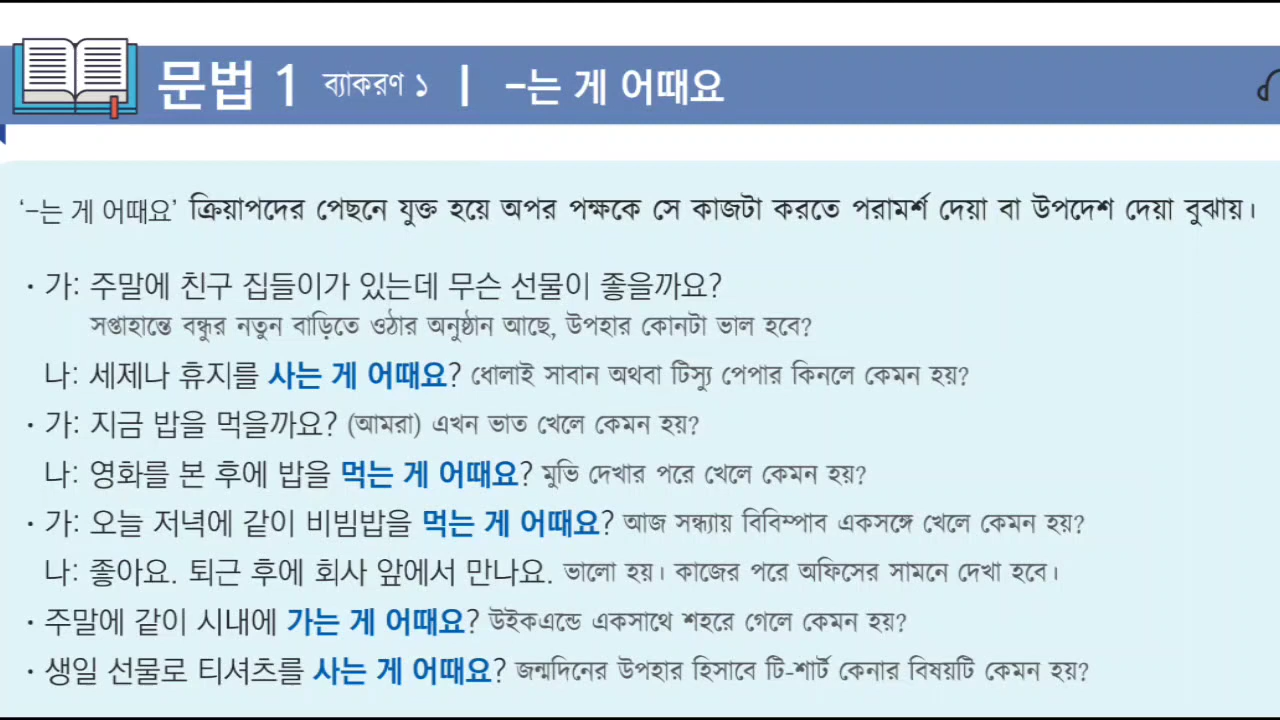 문법 1 ব্যাকরণ ১ | -는 게 어때요
‘-는 게 어때요’ ক্রিয়াপদের পেছনে যুক্ত হয়ে অপর পক্ষকে সে কাজটা করতে পরামর্শ দেয়া বা উপদেশ দেয়া বুঝায়।
· 가: 주말에 친구 집들이가 있는데 무슨 선물이 좋을까요?
সপ্তাহান্তে বন্ধুর নতুন বাড়িতে ওঠার অনুষ্ঠান আছে, উপহার কোনটা ভাল হবে?
나: 세제나 휴지를 사는 게 어때요? ধোলাই সাবান অথবা টিস্যু পেপার কিনলে কেমন হয়?
· 가: 지금 밥을 먹을까요? (আমরা) এখন ভাত খেলে কেমন হয়?
나: 영화를 본 후에 밥을 먹는 게 어때요? মুভি দেখার পরে খেলে কেমন হয়?
· 가: 오늘 저녁에 같이 비빔밥을 먹는 게 어때요? আজ সন্ধ্যায় বিবিম্পাব একসঙ্গে খেলে কেমন হয়?
나: 좋아요. 퇴근 후에 회사 앞에서 만나요. ভালো হয়। কাজের পরে অফিসের সামনে দেখা হবে।
· 주말에 같이 시내에 가는 게 어때요? উইকএন্ডে একসাথে শহরে গেলে কেমন হয়?
· 생일 선물로 티셔츠를 사는 게 어때요? জন্মদিনের উপহার হিসাবে টি-শার্ট কেনার বিষয়টি কেমন হয়?